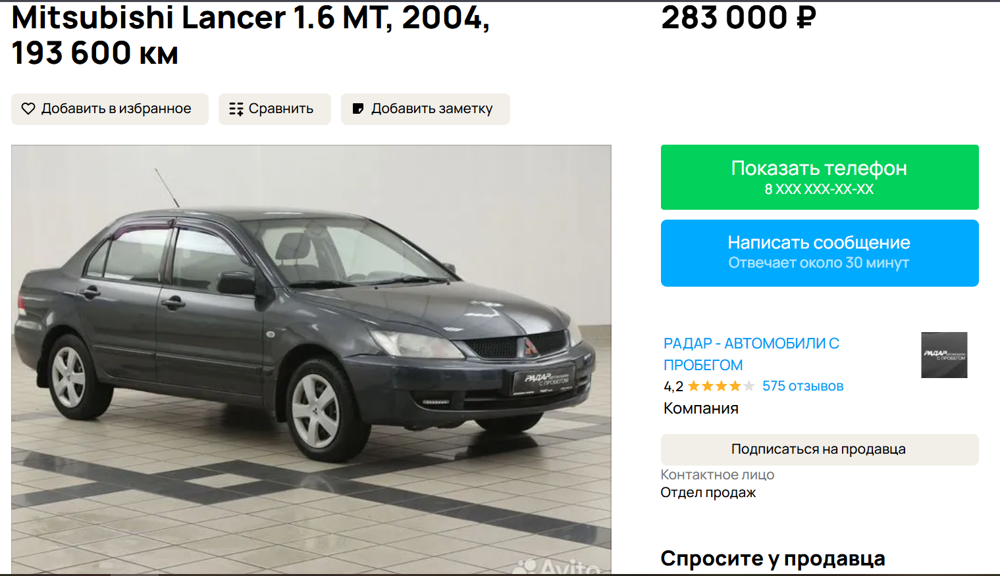 Mitsubishi Lancer 1.6 MT, 2004,
193 600 км
283 000 ₽
Добавить в избранное
Сравнить
Добавить заметку
РАДАР АВТОМОБИЛИ
С ПРОБЕГОМ
Avito
Показать телефон
8 XXX XXX-XX-XX
Написать сообщение
Отвечает около 30 минут
РАДАР - АВТОМОБИЛИ С
ПРОБЕГОМ
РАДАР АВТОМОБИЛИ
С ПРОБЕГОМ
4,2 575 отзывов
Компания
Подписаться на продавца
Контактное лицо
Отдел продаж
Спросите у продавца